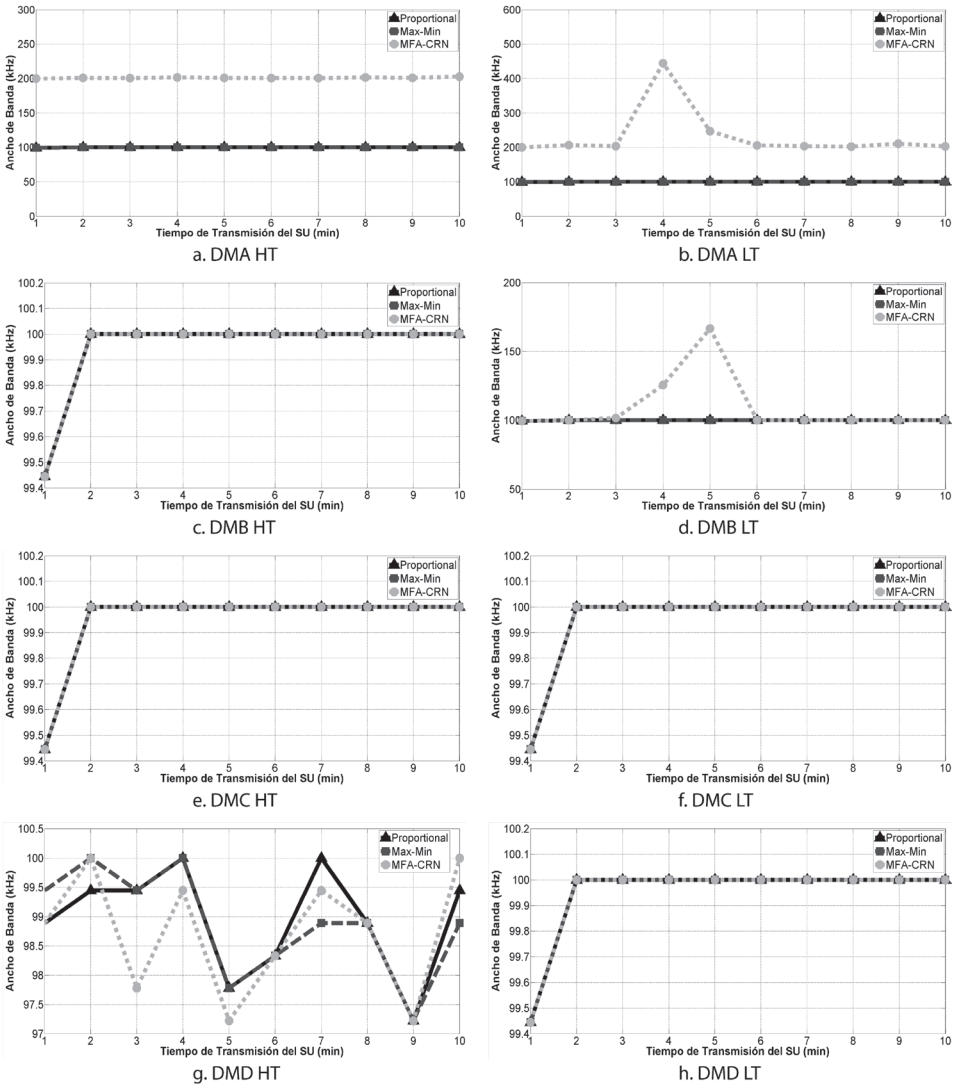 300
250
200
150
100
50
0
Ancho de Banda (kHz)
Proportional
Max-Min
MFA-CRN
1 2 3 4 5 6 7 8 9 10
Tiempo de Transmisión del SU (min)
a. DMA HT
600
500
400
300
200
100
0
Ancho de Banda (kHz)
Proportional
Max-Min
MFA-CRN
1 2 3 4 5 6 7 8 9 10
Tiempo de Transmisión del SU (min)
b. DMA LT
100.2
100.1
100
99.9
99.8
99.7
99.6
99.5
99.4
Ancho de Banda (kHz)
Proportional
Max-Min
MFA-CRN
1 2 3 4 5 6 7 8 9 10
Tiempo de Transmisión del SU (min)
c. DMB HT
200
150
100
50
Ancho de Banda (kHz)
Proportional
Max-Min
MFA-CRN
1 2 3 4 5 6 7 8 9 10
Tiempo de Transmisión del SU (min)
d. DMB LT
100.2
100.1
100
99.9
99.8
99.7
99.6
99.5
99.4
Ancho de Banda (kHz)
Proportional
Max-Min
MFA-CRN
1 2 3 4 5 6 7 8 9 10
Tiempo de Transmisión del SU (min)
e. DMC HT
100.2
100.1
100
99.9
99.8
99.7
99.6
99.5
99.4
Ancho de Banda (kHz)
Proportional
Max-Min
MFA-CRN
1 2 3 4 5 6 7 8 9 10
Tiempo de Transmisión del SU (min)
f. DMC LT
100.5
100
99.5
99
98.5
98
97.5
97
Ancho de Banda (kHz)
Proportional
Max-Min
MFA-CRN
1 2 3 4 5 6 7 8 9 10
Tiempo de Transmisión del SU (min)
g. DMD HT
100.2
100.1
100
99.9
99.8
99.7
99.6
99.5
99.4
Ancho de Banda (kHz)
Proportional
Max-Min
MFA-CRN
1 2 3 4 5 6 7 8 9 10
Tiempo de Transmisión del SU (min)
h. DMD LT